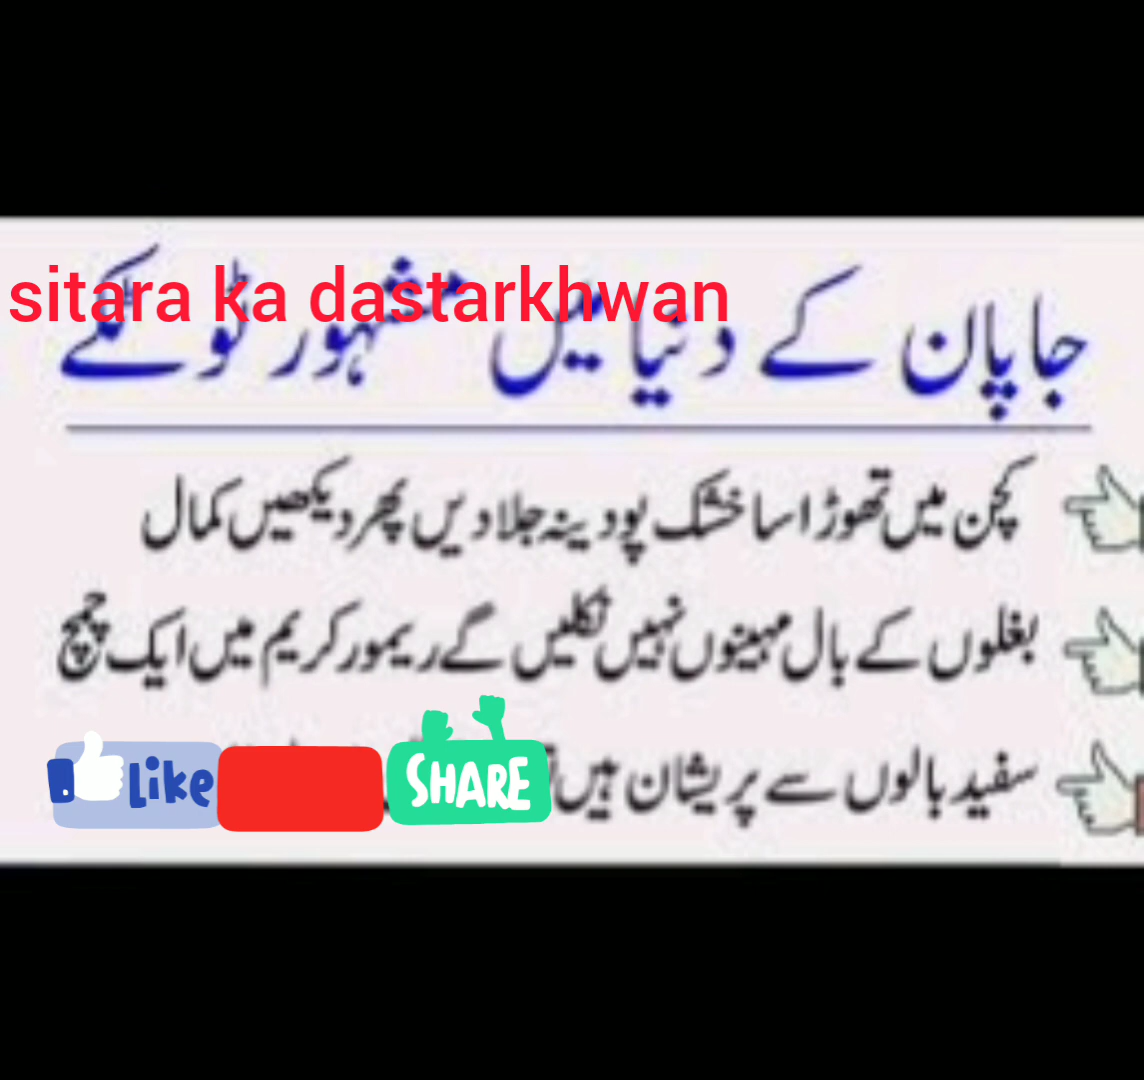 sitara ka dastarkhwan
جاپان کے دنیا میں مشہور ٹوٹکے
کچن میں تھوڑا سا خشک پودینہ جلا دیں پھر دیکھیں کمال
بغلوں کے بال مہینوں نہیں نکلیں گے ریمور کریم میں ایک چمچ
سفید بالوں سے پریشان ہیں
Like
SHARE